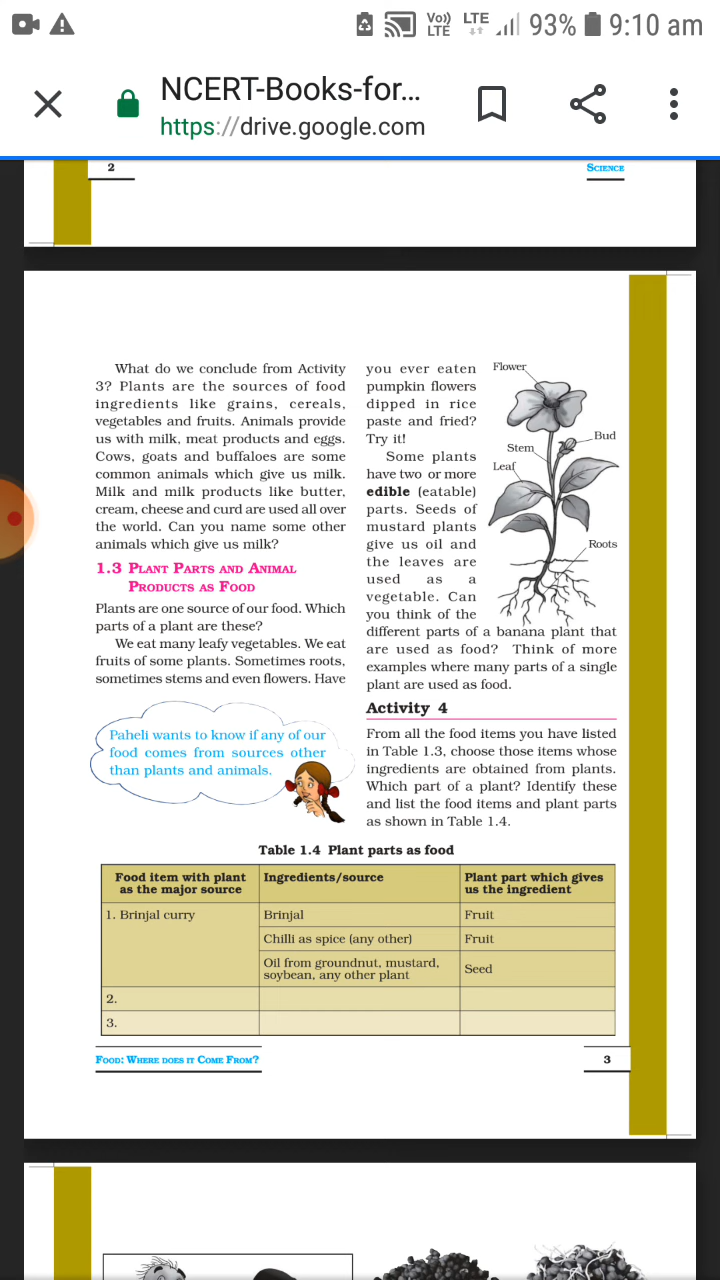 Vo)) LTE LTE 93% 9:10 am
NCERT-Books-for...
https://drive.google.com
2
SCIENCE
What do we conclude from Activity
3? Plants are the sources of food
ingredients like grains, cereals,
vegetables and fruits. Animals provide
us with milk, meat products and eggs.
Cows, goats and buffaloes are some
common animals which give us milk.
Milk and milk products like butter,
cream, cheese and curd are used all over
the world. Can you name some other
animals which give us milk?
1.3 PLANT PARTS AND ANIMAL
PRODUCTS AS FOOD
Plants are one source of our food. Which
parts of a plant are these?
We eat many leafy vegetables. We eat
fruits of some plants. Sometimes roots,
sometimes stems and even flowers. Have
Paheli wants to know if any of our
food comes from sources other
than plants and animals.
you ever eaten
pumpkin flowers
dipped in rice
paste and fried?
Try it!
Some plants
have two or more
edible (eatable)
parts. Seeds of
mustard plants
give us oil and
the leaves are
used as a
vegetable. Can
you think of the
different parts of a banana plant that
are used as food? Think of more
examples where many parts of a single
plant are used as food.
Flower
Bud
Stem
Leaf
Roots
Activity 4
From all the food items you have listed
in Table 1.3, choose those items whose
ingredients are obtained from plants.
Which part of a plant? Identify these
and list the food items and plant parts
as shown in Table 1.4.
Table 1.4 Plant parts as food
Food item with plant
as the major source
Ingredients/source
Plant part which gives
us the ingredient
1. Brinjal curry
Brinjal
Fruit
Chilli as spice (any other)
Fruit
Oil from groundnut, mustard,
soybean, any other plant
Seed
2.
3.
FOOD: WHERE DOES IT COME FROM?
3